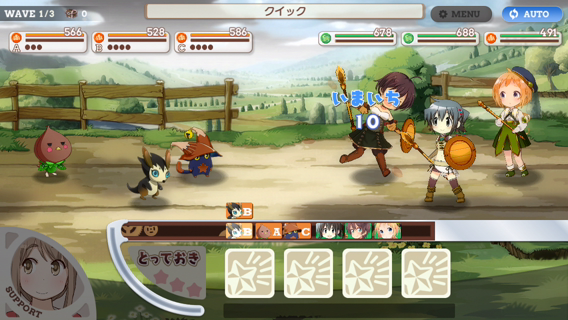 WAVE 1/3
0
クイック
MENU
AUTO
566
A
528
B
586
C
678
688
491
いまいち
10
B
B
A
C
とっておき
SUPPORT